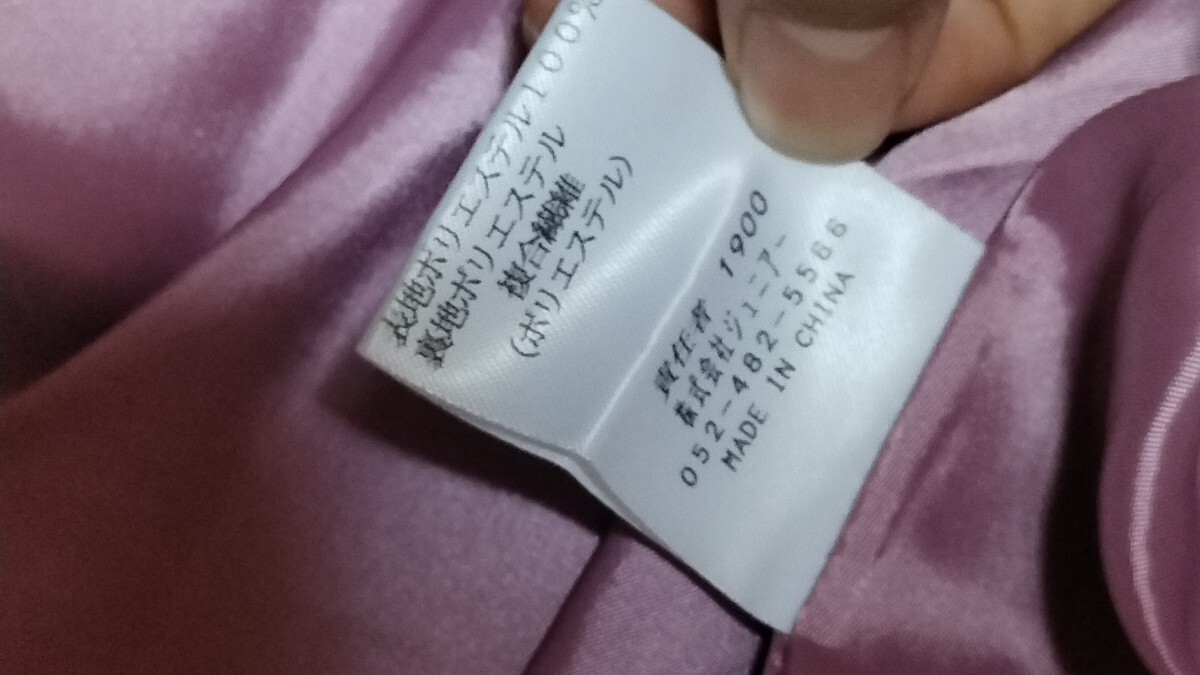 表地ポリエステル100%
裏地ポリエステル
複合繊維
(ポリエステル)
責任者 1900
株式会社ジェーアー
052-482-5566
MADE IN CHINA